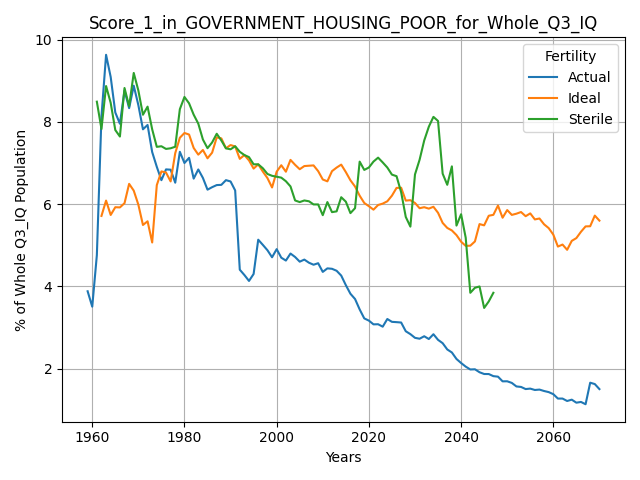 Score_1_in_GOVERNMENT_HOUSING_POOR_for_Whole_Q3_IQ
Fertility
Actual
Ideal
Sterile
% of Whole Q3_IQ Population
10
8
6
4
2
1960
1980
2000
2020
2040
2060
Years